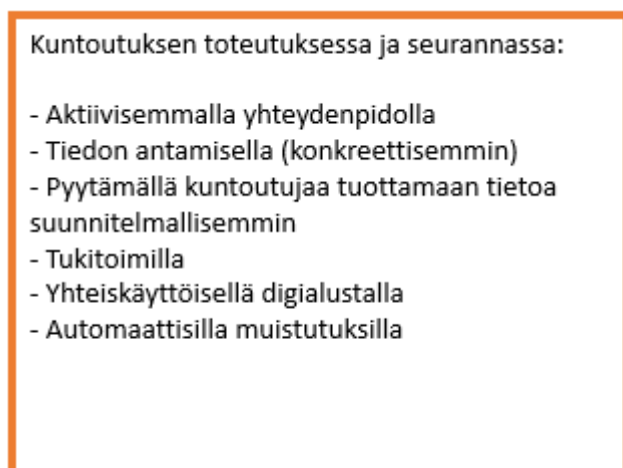 Kuntoutuksen toteutuksessa ja seurannassa:
- Aktiivisemmalla yhteydenpidolla
- Tiedon antamisella (konkreettisemmin)
- Pyytämällä kuntoutujaa tuottamaan tietoa
suunnitelmallisemmin
- Tukitoimilla
- Yhteiskäyttöisellä digialustalla
- Automaattisilla muistutuksilla